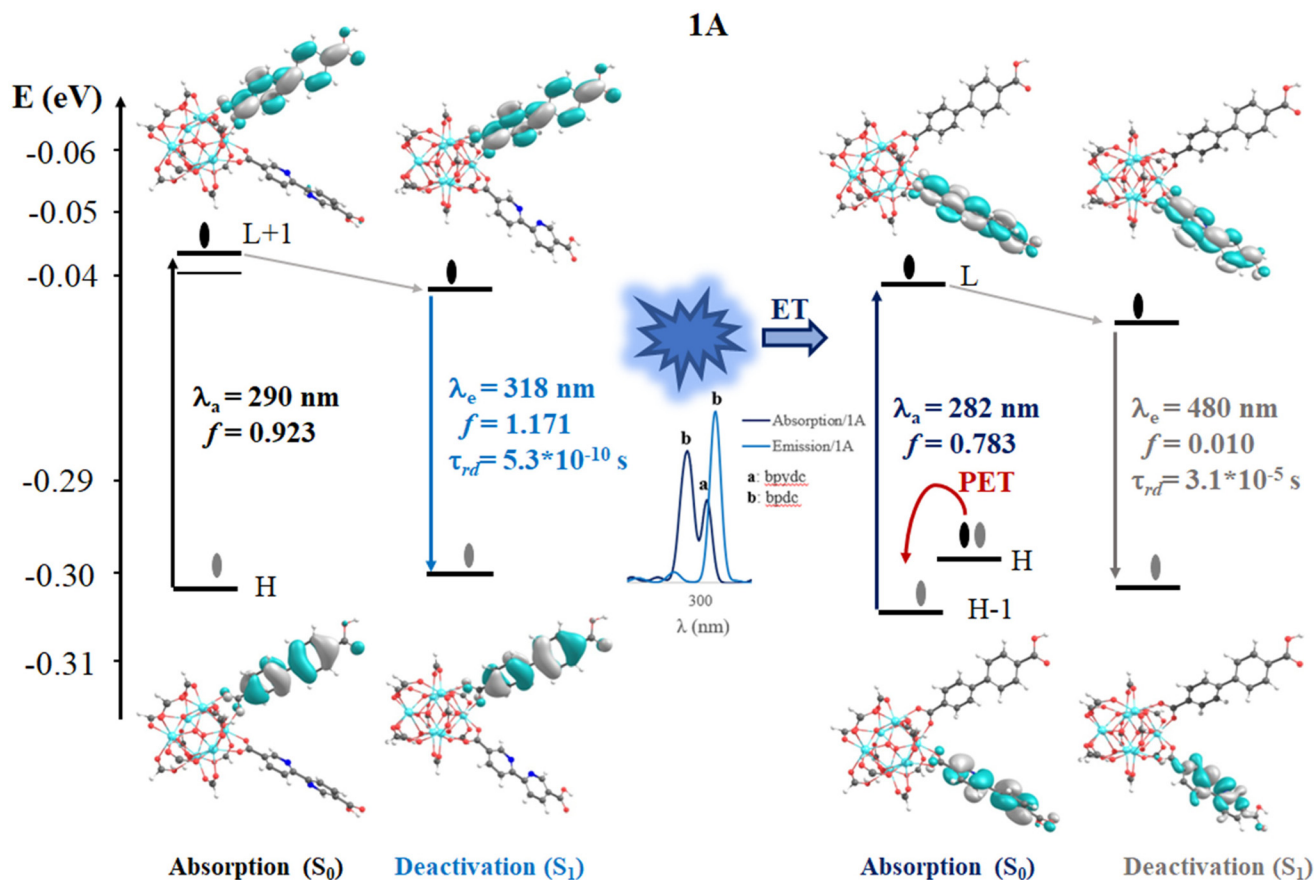 1A
E (eV)
-0.06
-0.05
-0.04
-0.29
-0.30
-0.31
L+1
λa = 290 nm
f = 0.923
H
λe = 318 nm
f = 1.171
τrd = 5.3*10-10 s
ET
b
b
a
Absorption/1A
Emission/1A
a: bpydc
b: bpdc
300
λ (nm)
L
λa = 282 nm
f = 0.783
PET
H
H-1
λe = 480 nm
f = 0.010
τrd = 3.1*10-5 s
Absorption (S0)
Deactivation (S1)
Absorption (S0)
Deactivation (S1)